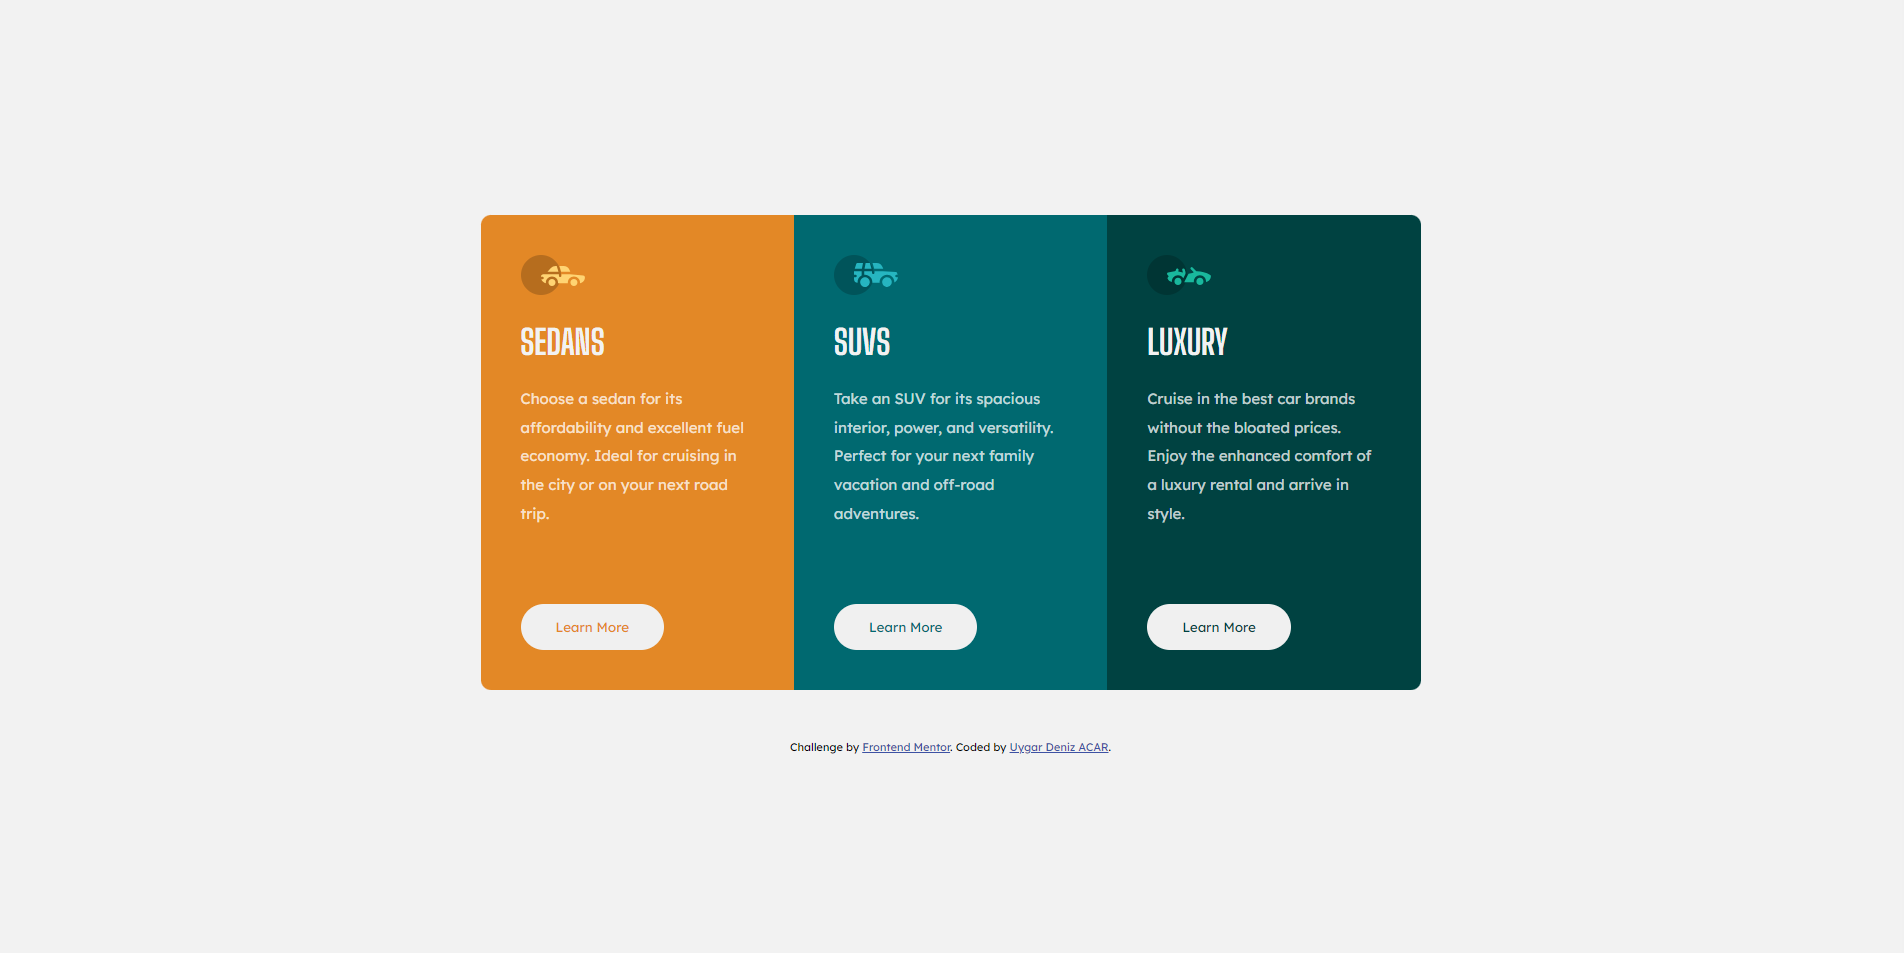 SEDANS
Choose a sedan for its
affordability and excellent fuel
economy. Ideal for cruising in
the city or on your next road
trip.
Learn More
SUVS
Take an SUV for its spacious
interior, power, and versatility.
Perfect for your next family
vacation and off-road
adventures.
Learn More
LUXURY
Cruise in the best car brands
without the bloated prices.
Enjoy the enhanced comfort of
a luxury rental and arrive in
style.
Learn More
Challenge by Frontend Mentor. Coded by Uygar Deniz ACAR.